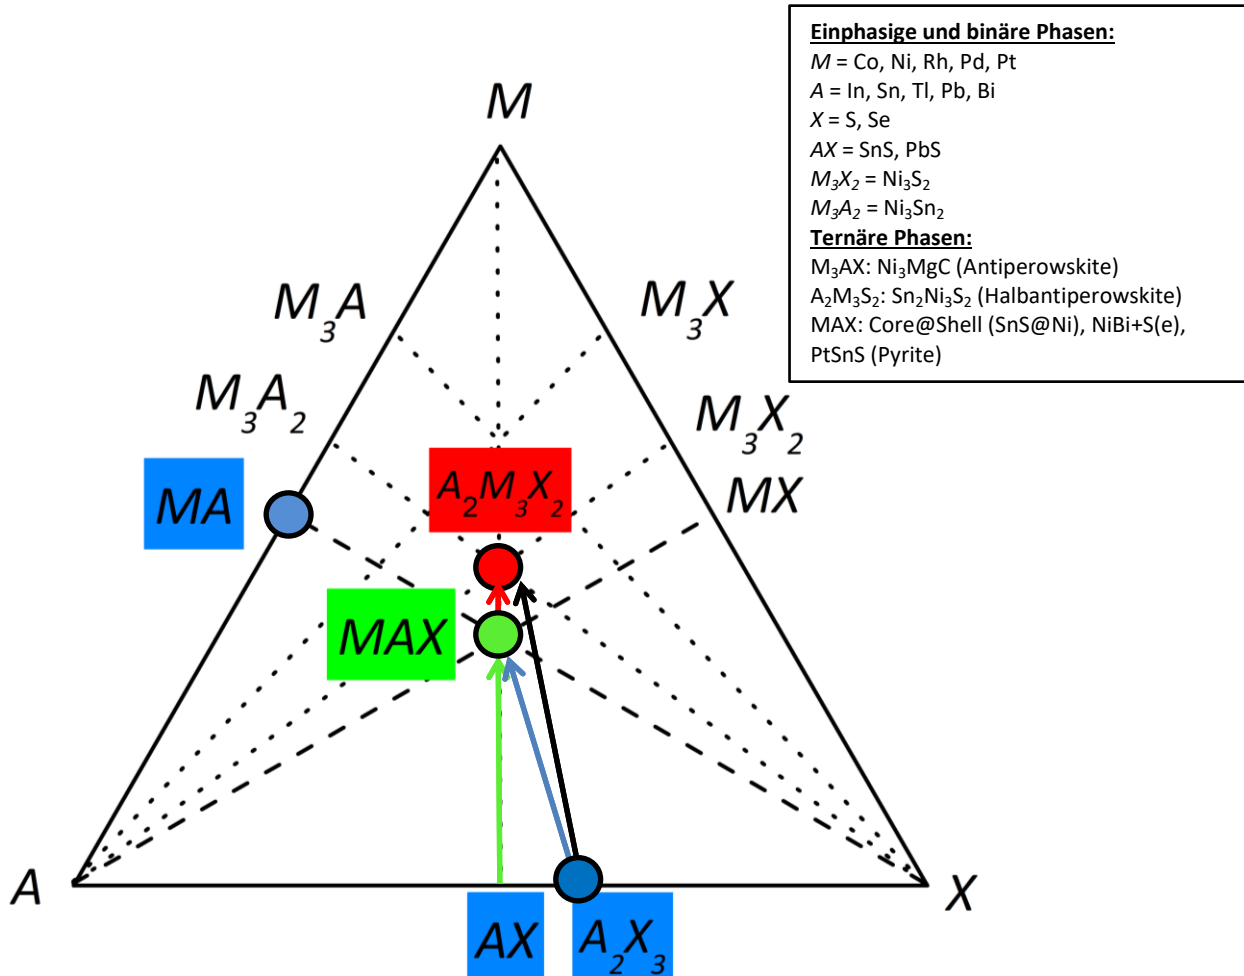 Einphasige und binäre Phasen:
M = Co, Ni, Rh, Pd, Pt
A = In, Sn, Tl, Pb, Bi
X = S, Se
AX = SnS, PbS
M₃X₂ = Ni₃S₂
M₃A₂ = Ni₃Sn₂
Ternäre Phasen:
M₃AX: Ni₃MgC (Antiperowskite)
A₂M₃S₂: Sn₂Ni₃S₂ (Halbantiperowskite)
MAX: Core@Shell (SnS@Ni), NiBi+S(e),
PtSnS (Pyrite)
M
M₃A
M₃X
M₃A₂
M₃X₂
A₂M₃X₂
MA
MX
MAX
A
X
AX
A₂X₃